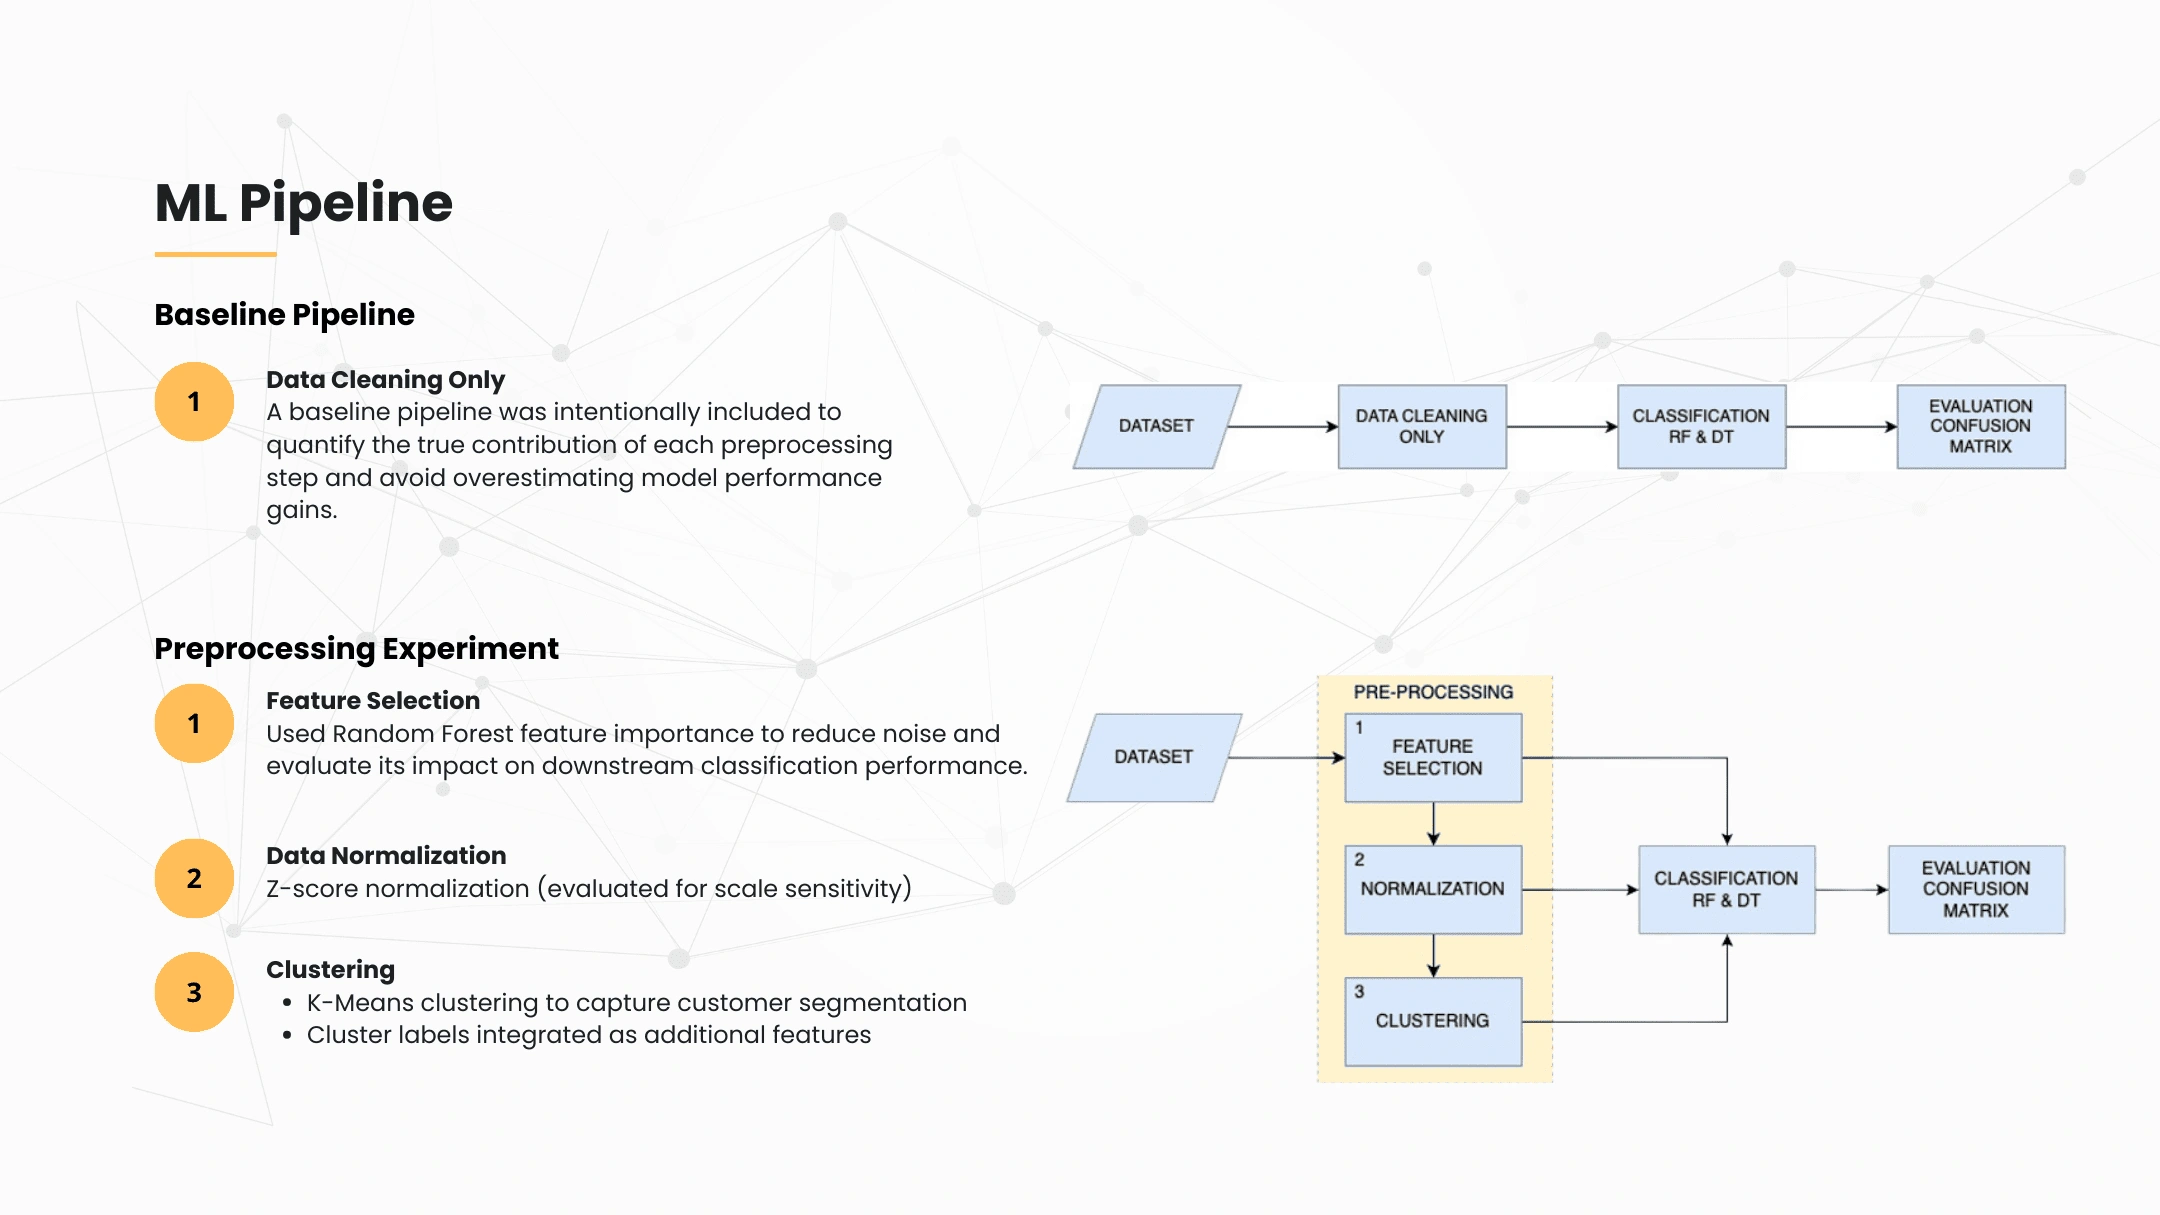 ML Pipeline
Baseline Pipeline
1
Data Cleaning Only
A baseline pipeline was intentionally included to
quantify the true contribution of each preprocessing
step and avoid overestimating model performance
gains.
DATASET
DATA CLEANING
ONLY
CLASSIFICATION
RF & DT
EVALUATION
CONFUSION
MATRIX
Preprocessing Experiment
1
Feature Selection
Used Random Forest feature importance to reduce noise and
evaluate its impact on downstream classification performance.
2
Data Normalization
Z-score normalization (evaluated for scale sensitivity)
3
Clustering
• K-Means clustering to capture customer segmentation
• Cluster labels integrated as additional features
DATASET
PRE-PROCESSING
1
FEATURE
SELECTION
2
NORMALIZATION
3
CLUSTERING
CLASSIFICATION
RF & DT
EVALUATION
CONFUSION
MATRIX